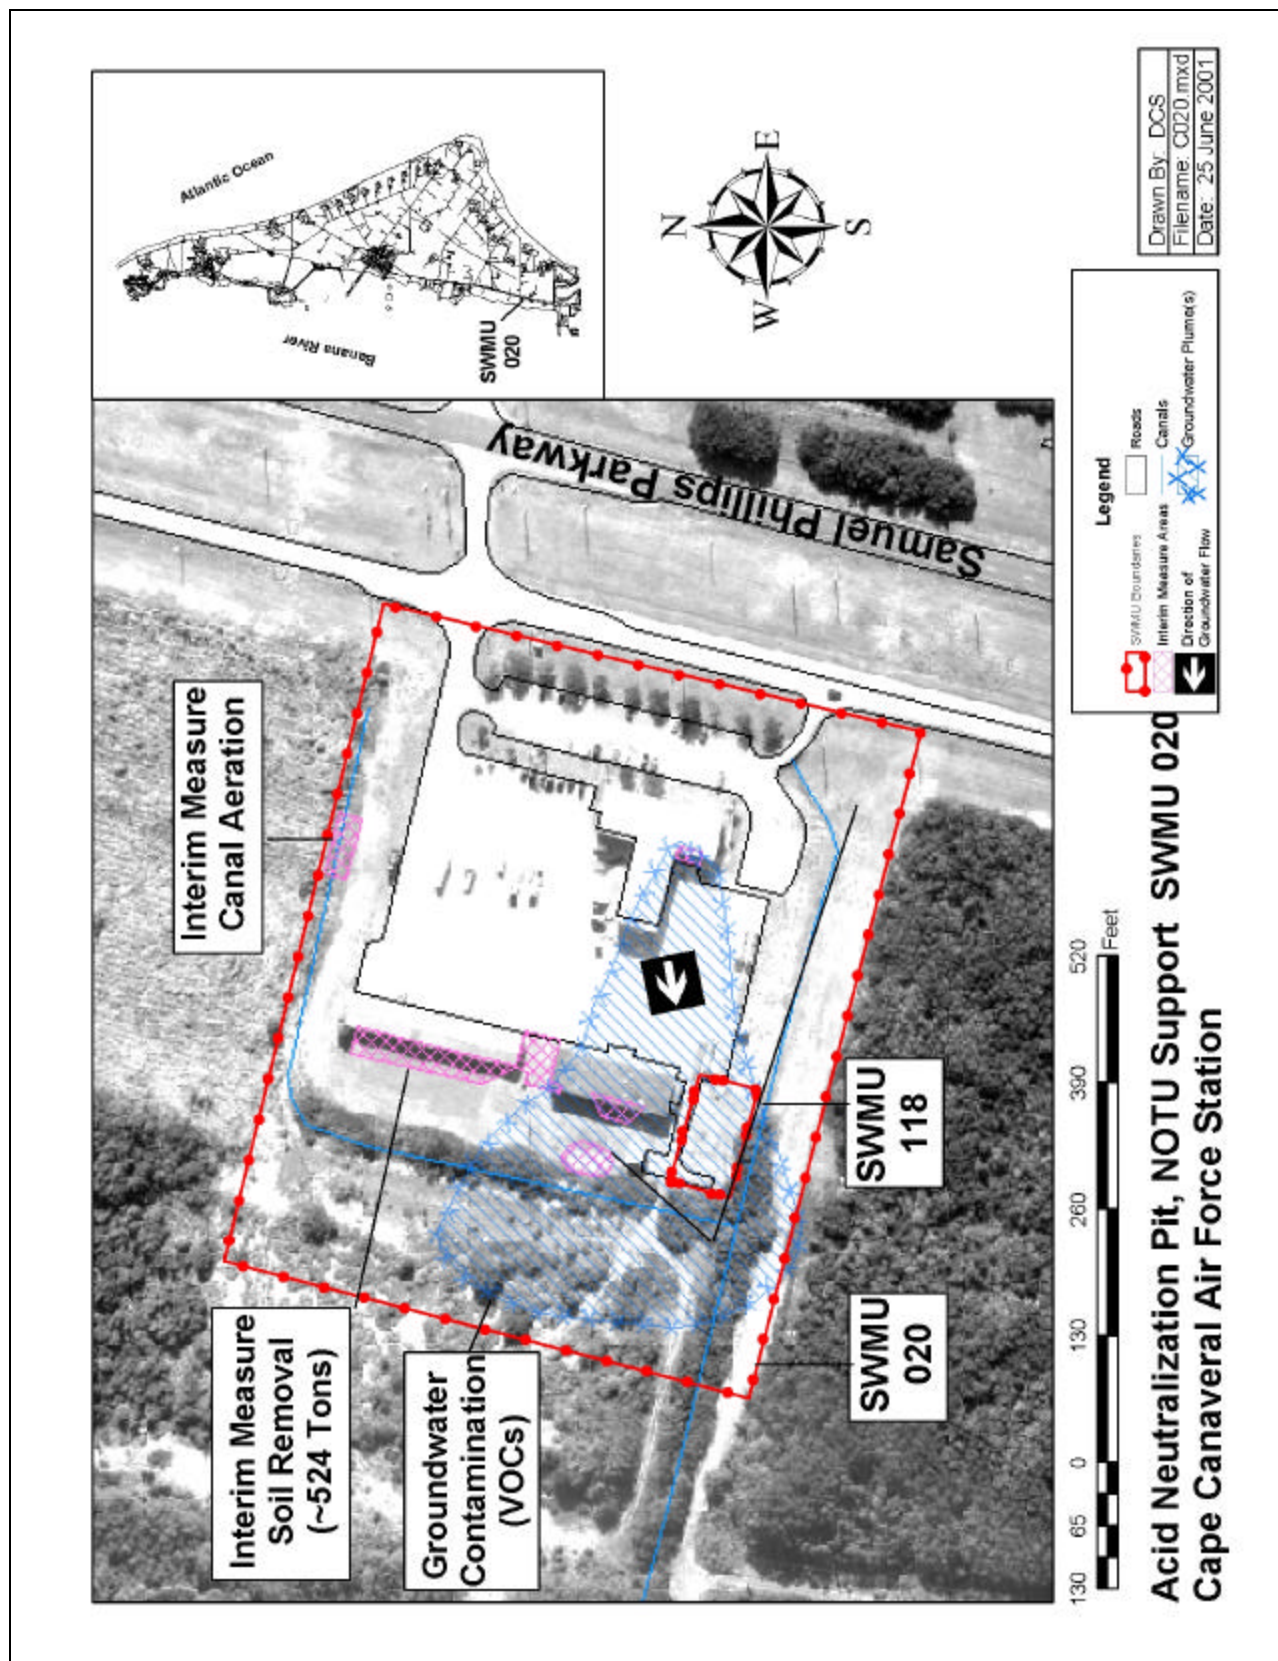 Atlantic Ocean
Banana River
SWMU
020
N
E
S
W
Samuel Phillips Parkway
Interim Measure
Canal Aeration
Interim Measure
Soil Removal
(~524 Tons)
Groundwater
Contamination
(VOCs)
SWMU
118
SWMU
020
130 65 0 130 260 390 520
Feet
Legend
SWMU Boundaries
Roads
Interim Measure Areas
Canals
Direction of
Groundwater Flow
Groundwater Plume(s)
Drawn By: DCS
Filename: C020.mxd
Date: 25 June 2001
Acid Neutralization Pit, NOTU Support SWMU 020
Cape Canaveral Air Force Station